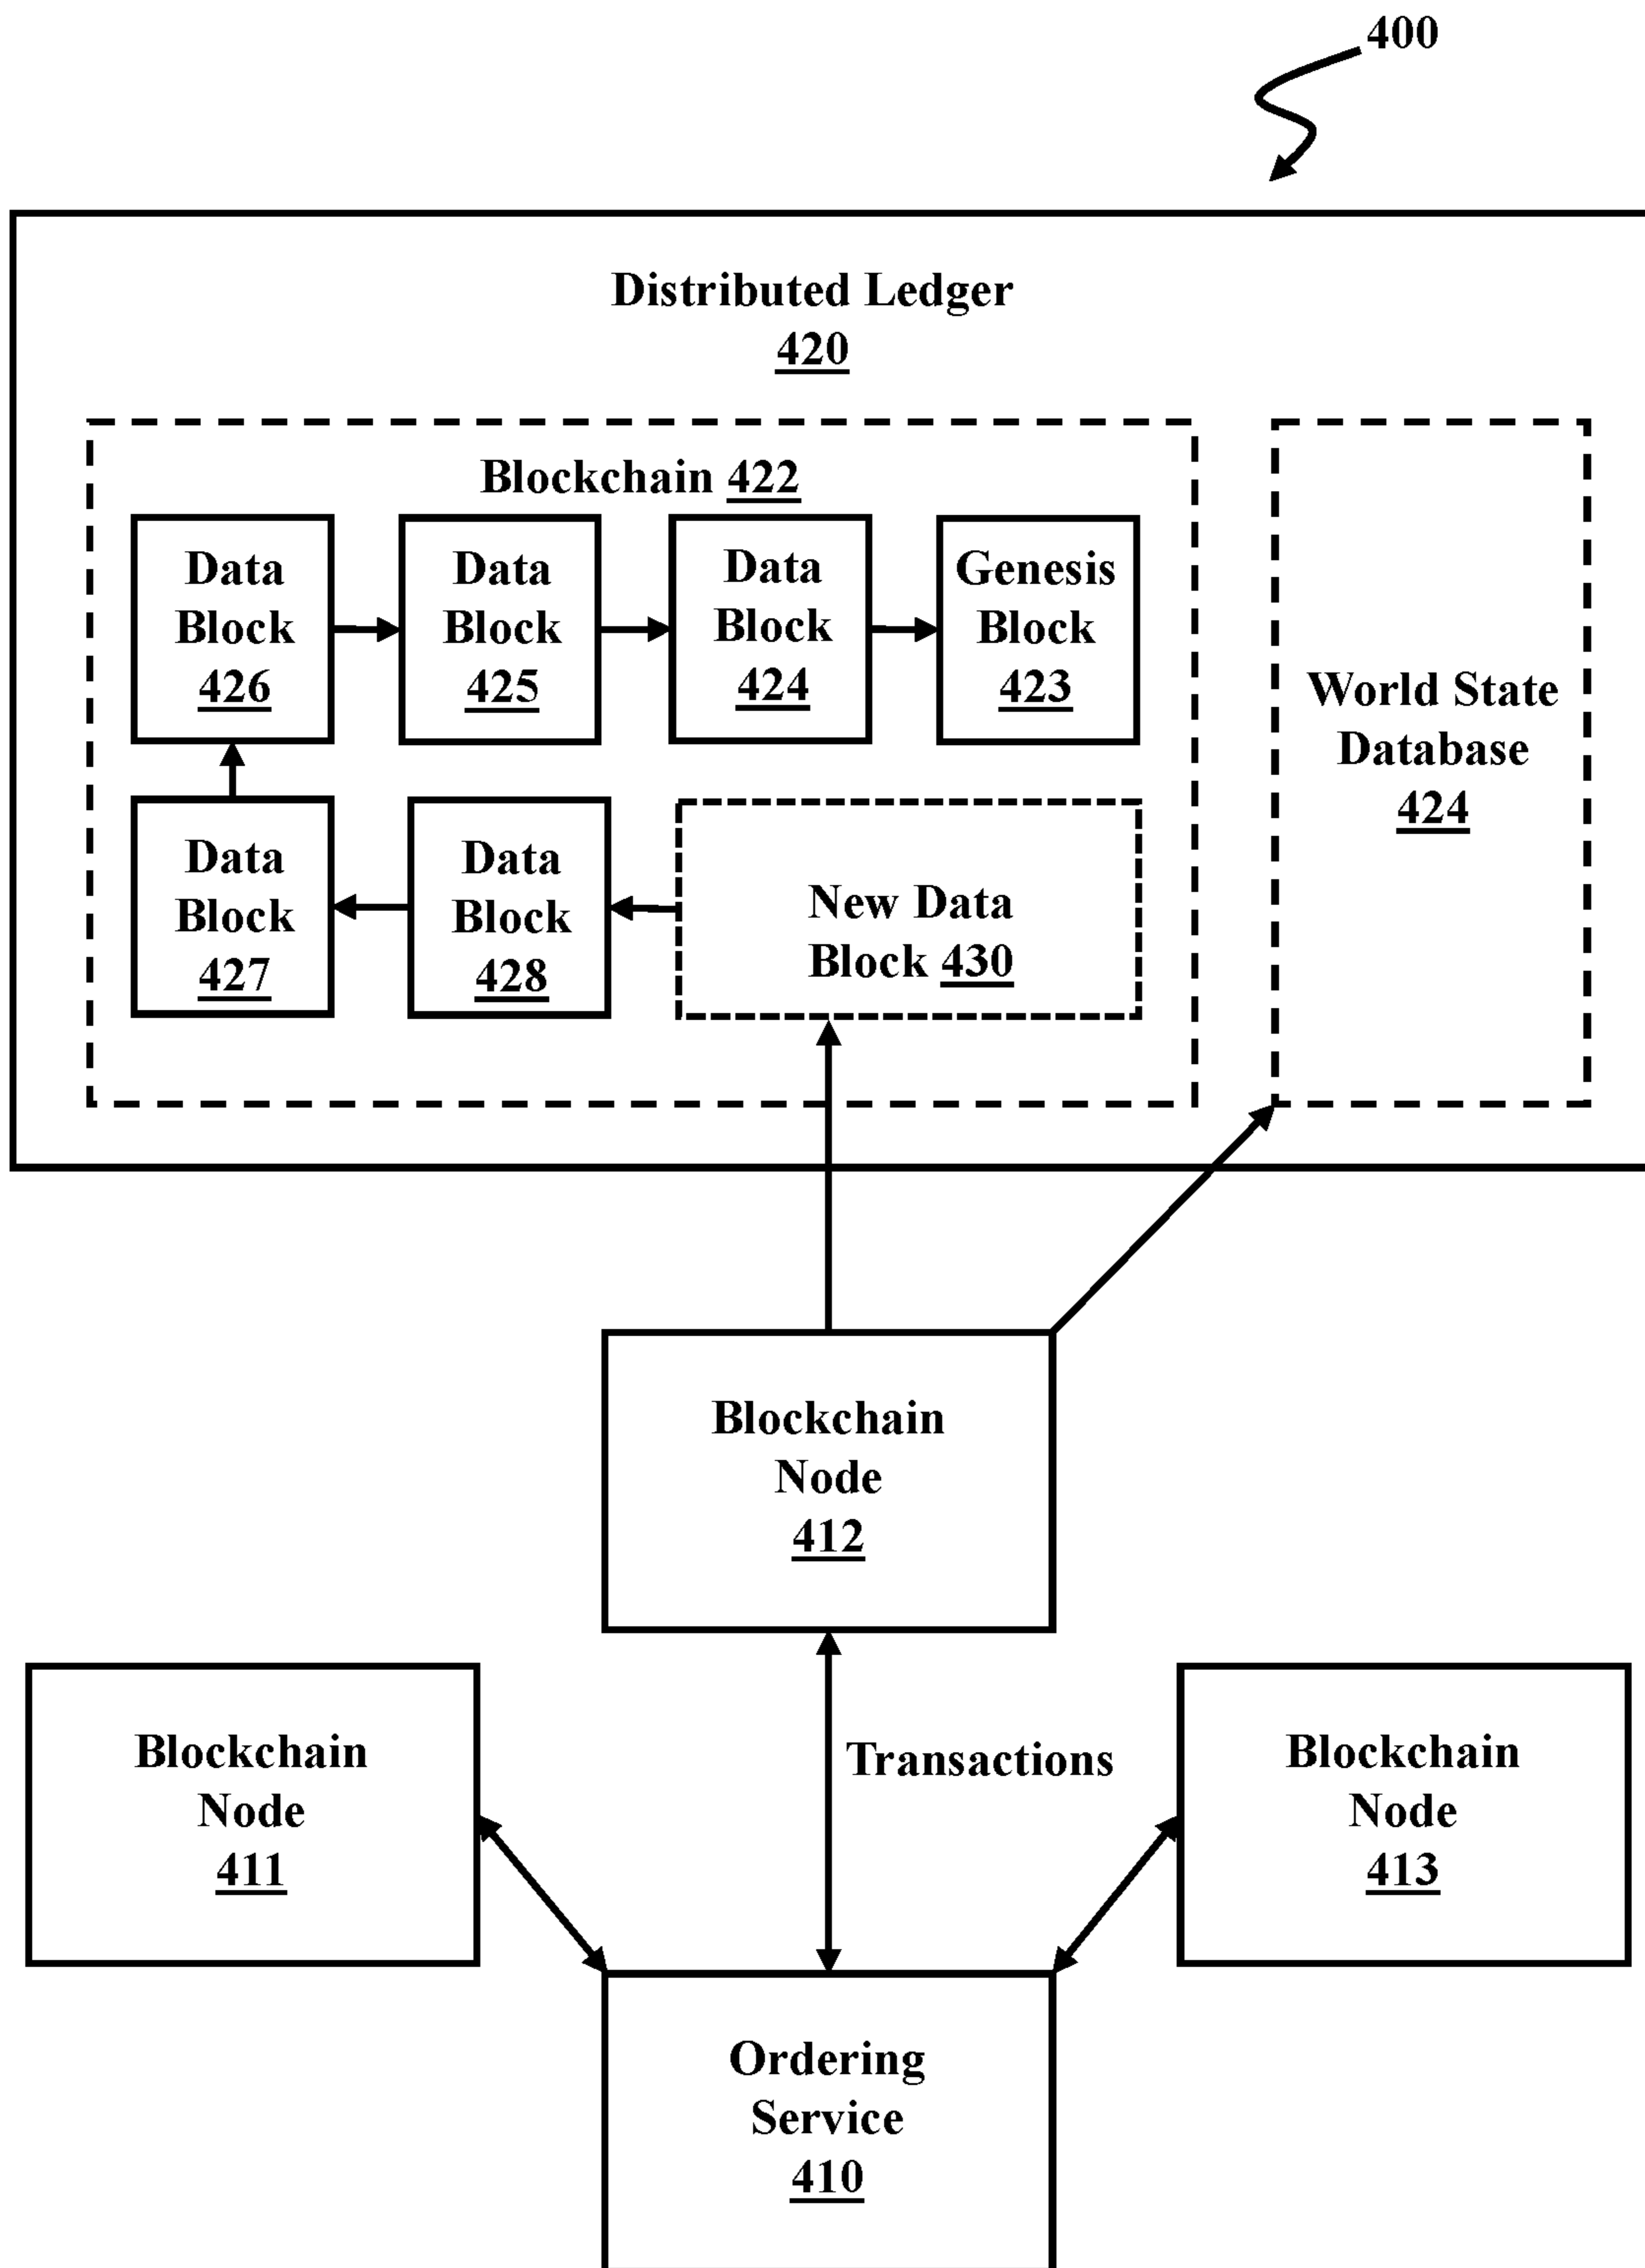 400
Distributed Ledger
420
Blockchain 422
Data
Block
426
Data
Block
425
Data
Block
424
Genesis
Block
423
World State
Database
424
Data
Block
427
Data
Block
428
New Data
Block 430
Blockchain
Node
412
Blockchain
Node
411
Transactions
Blockchain
Node
413
Ordering
Service
410